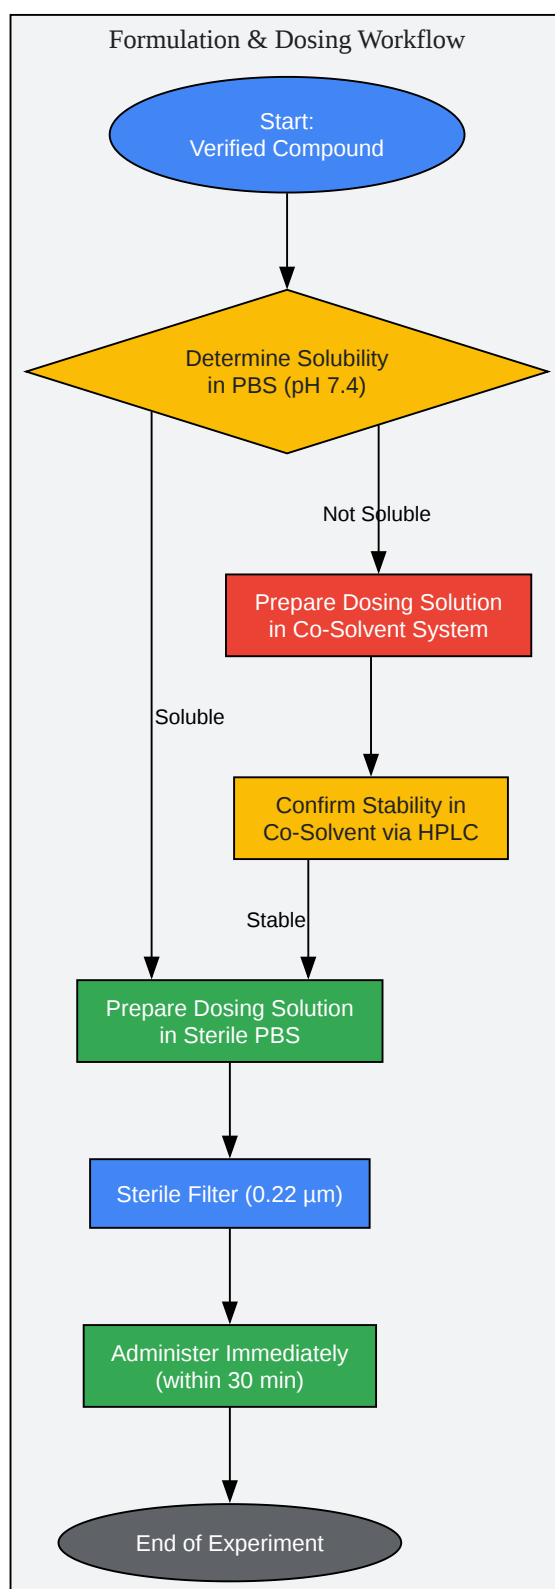 Formulation & Dosing Workflow
Start:
Verified Compound
Determine Solubility
in PBS (pH 7.4)
Not Soluble
Prepare Dosing Solution
in Co-Solvent System
Soluble
Confirm Stability in
Co-Solvent via HPLC
Stable
Prepare Dosing Solution
in Sterile PBS
Sterile Filter (0.22 µm)
Administer Immediately
(within 30 min)
End of Experiment